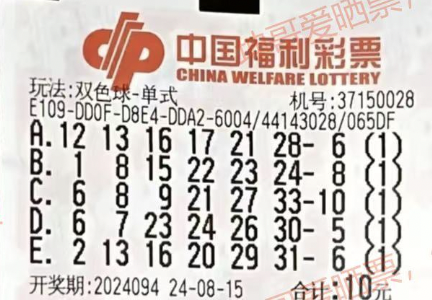 中国福利彩票
CHINA WELFARE LOTTERY
玩法:双色球-单式 机号:37150028
E109-DD0F-D8E4-DDA2-6004/44143028/065DF
A. 12 13 16 17 21 28- 6 (1)
B. 1 8 15 22 23 24- 8 (1)
C. 6 8 9 21 27 33-10 (1)
D. 6 7 23 24 26 30- 5 (1)
E. 2 13 16 20 29 31- 6 (1)
开奖期:2024094 24-08-15 合计:10元
哥爱晒票,